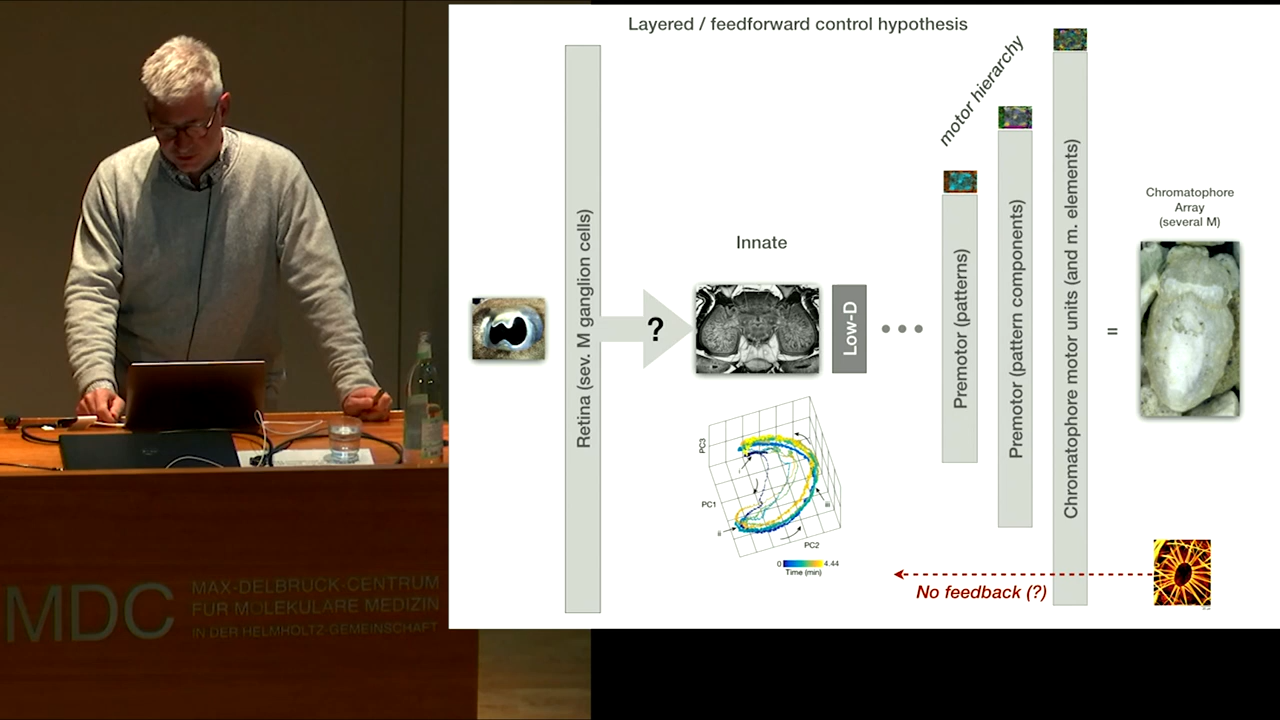 Layered / feedforward control hypothesis
motor hierarchy
Retina (sev. M ganglion cells)
?
Innate
Low-D
Premotor (patterns)
Premotor (pattern components)
Chromatophore motor units (and m. elements)
=
Chromatophore
Array
(several M)
PC3
PC1
PC2
ii
iii
0 4.44
Time (min)
No feedback (?)
MDC
MAX-DELBRÜCK-CENTRUM
FÜR MOLEKULARE MEDIZIN
IN DER HELMHOLTZ-GEMEINSCHAFT